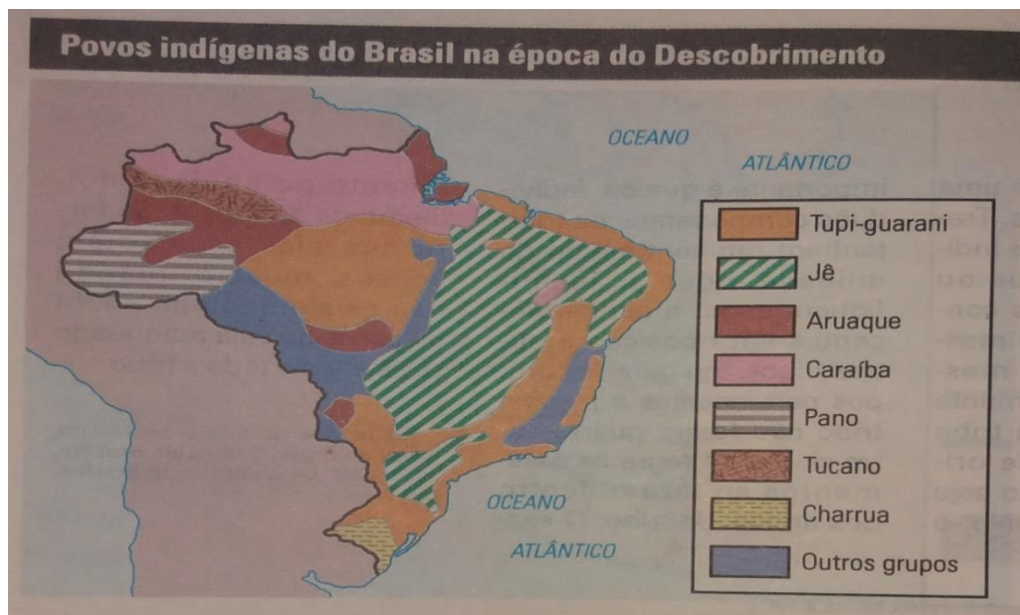 Povos indígenas do Brasil na época do Descobrimento
OCEANO
ATLÂNTICO
Tupi-guarani
Jê
Aruaque
Caraíba
Pano
Tucano
Charrua
Outros grupos
OCEANO
ATLÂNTICO